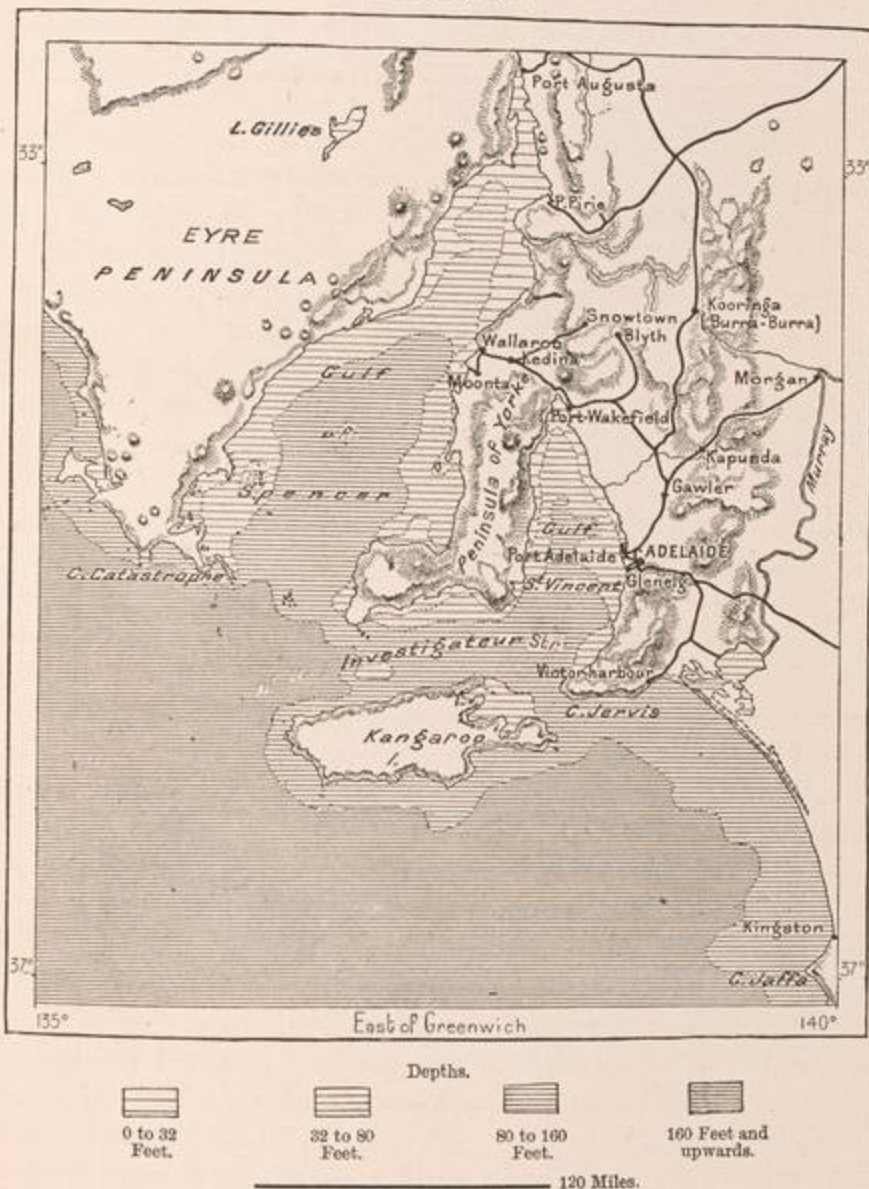 Port Augusta
L. Gillies
33°
33°
P. Pirie
EYRE
PENINSULA
Kooringa
(Burra-Burra)
Snowtown
Blyth
Wallaroo
Kedina
Gulf
Moonta
Morgan
Port Wakefield
Peninsula of York
of
Kapunda
Murray
Spencer
Gawler
Gulf
Port Adelaide
ADELAIDE
C. Catastrophe
St. Vincent
Glenelg
Investigateur Str.
Victor-harbour
C. Jervis
Kangaroo
I.
Kingston
37°
37°
C. Jaffa
135°
East of Greenwich
140°
Depths.
0 to 32
Feet.
32 to 80
Feet.
80 to 160
Feet.
160 Feet and
upwards.
120 Miles.